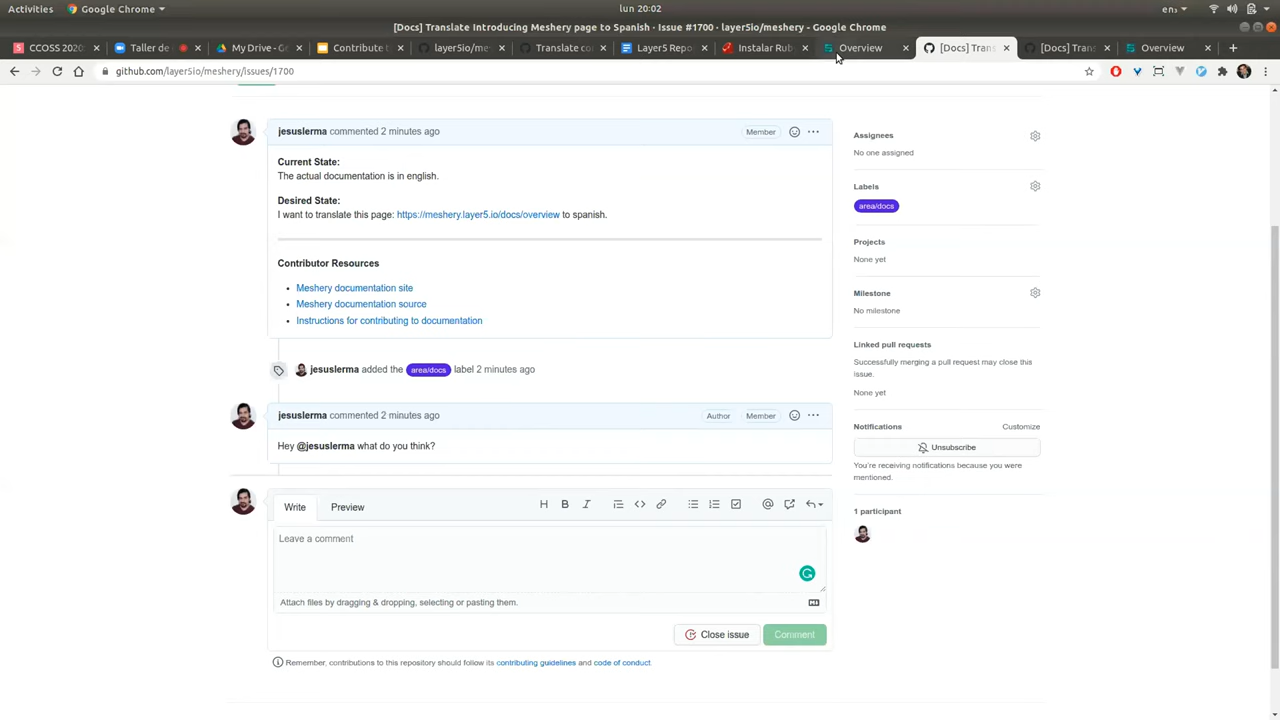 Activities
Google Chrome
lun 20:02
en
[Docs] Translate Introducing Meshery page to Spanish · Issue #1700 - Google Chrome
CCOSS 2020
Taller de
My Drive - G
Contribute
layer5io/me
Translate co
Layer5 Repo
Instalar Ru
Overview
[Docs] Trans
[Docs] Trans
Overview
github.com/layer5io/meshery/issues/1700
jesuslerma commented 2 minutes ago
Member
Current State:
The actual documentation is in english.
Desired State:
I want to translate this page: https://meshery.layer5.io/docs/overview to spanish.
Contributor Resources
Meshery documentation site
Meshery documentation source
Instructions for contributing to documentation
jesuslerma added the area/docs label 2 minutes ago
jesuslerma commented 2 minutes ago
Author
Member
Hey @jesuslerma what do you think?
Write
Preview
Leave a comment
Attach files by dragging & dropping, selecting or pasting them.
Close issue
Comment
Remember, contributions to this repository should follow its contributing guidelines and code of conduct.
Assignees
No one assigned
Labels
area/docs
Projects
None yet
Milestone
No milestone
Linked pull requests
Successfully merging a pull request may close this
issue.
None yet
Notifications
Customize
Unsubscribe
You're receiving notifications because you were
mentioned.
1 participant